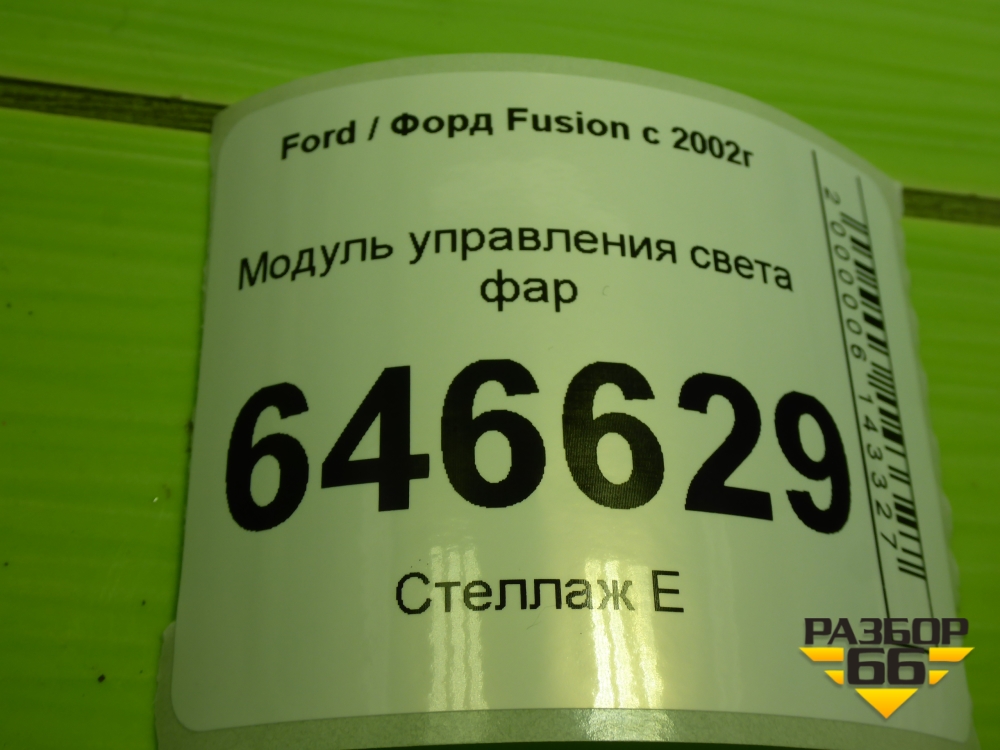 Ford / Форд Fusion с 2002г
Модуль управления света
фар
646629
Стеллаж Е
2000006143327
РАЗБОР
66